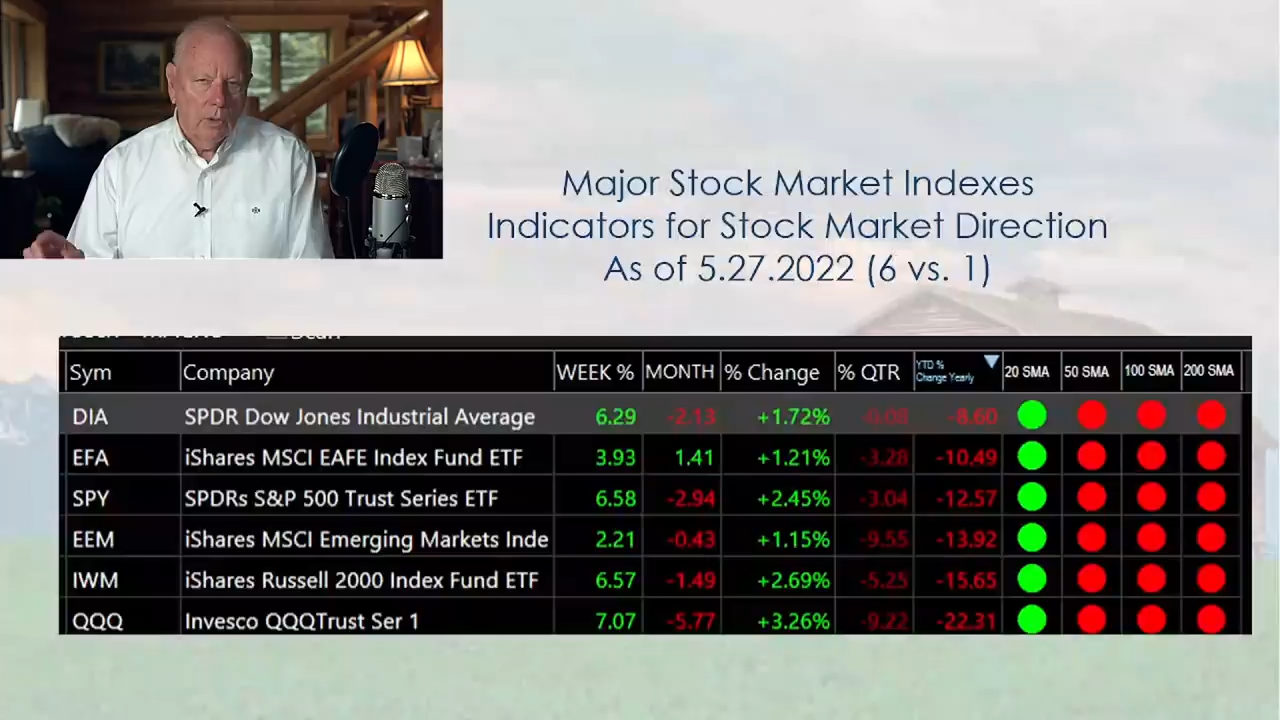 Major Stock Market Indexes
Indicators for Stock Market Direction
As of 5.27.2022 (6 vs. 1)
Sym Company WEEK % MONTH % Change % QTR YTD % Change Yearly 20 SMA 50 SMA 100 SMA 200 SMA
DIA SPDR Dow Jones Industrial Average 6.29 -2.13 +1.72% -0.08 -8.60
EFA iShares MSCI EAFE Index Fund ETF 3.93 1.41 +1.21% -3.28 -10.49
SPY SPDRs S&P 500 Trust Series ETF 6.58 -2.94 +2.45% -3.04 -12.57
EEM iShares MSCI Emerging Markets Inde 2.21 -0.43 +1.15% -9.55 -13.92
IWM iShares Russell 2000 Index Fund ETF 6.57 -1.49 +2.69% -5.25 -15.65
QQQ Invesco QQQTrust Ser 1 7.07 -5.77 +3.26% -9.22 -22.31